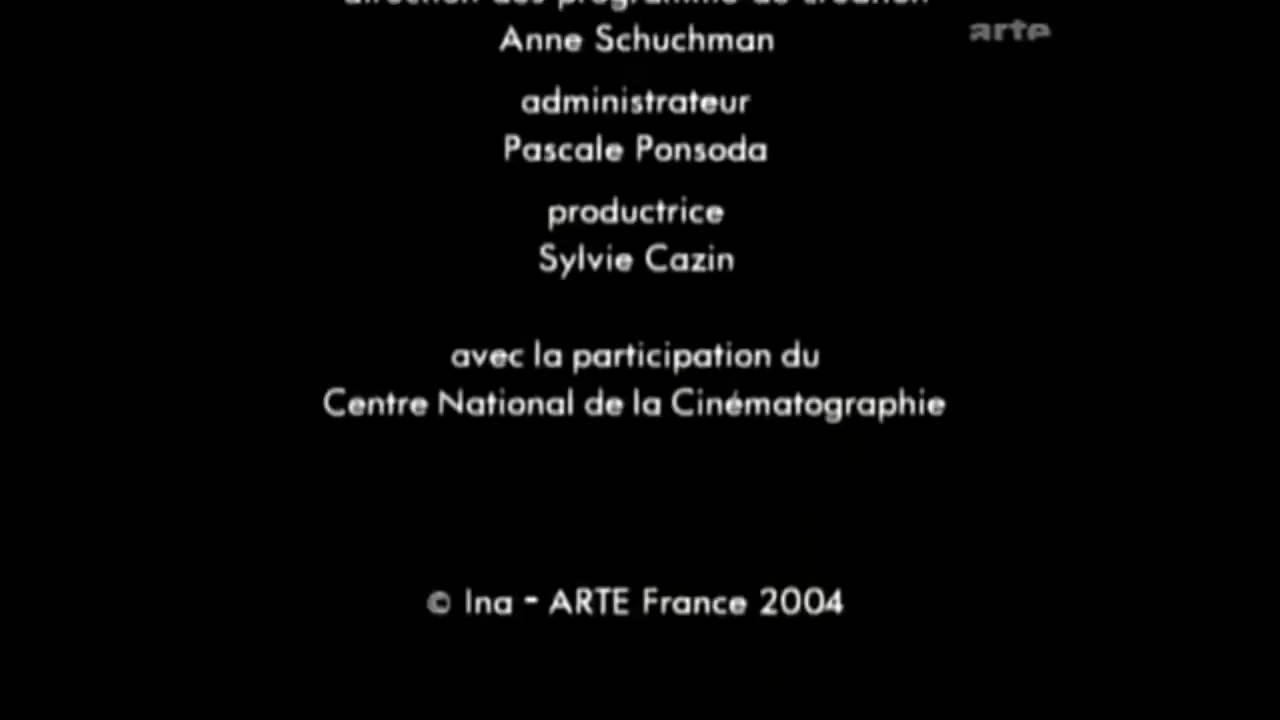 direction des programme de création
arte
Anne Schuchman
administrateur
Pascale Ponsoda
productrice
Sylvie Cazin
avec la participation du
Centre National de la Cinématographie
© Ina - ARTE France 2004